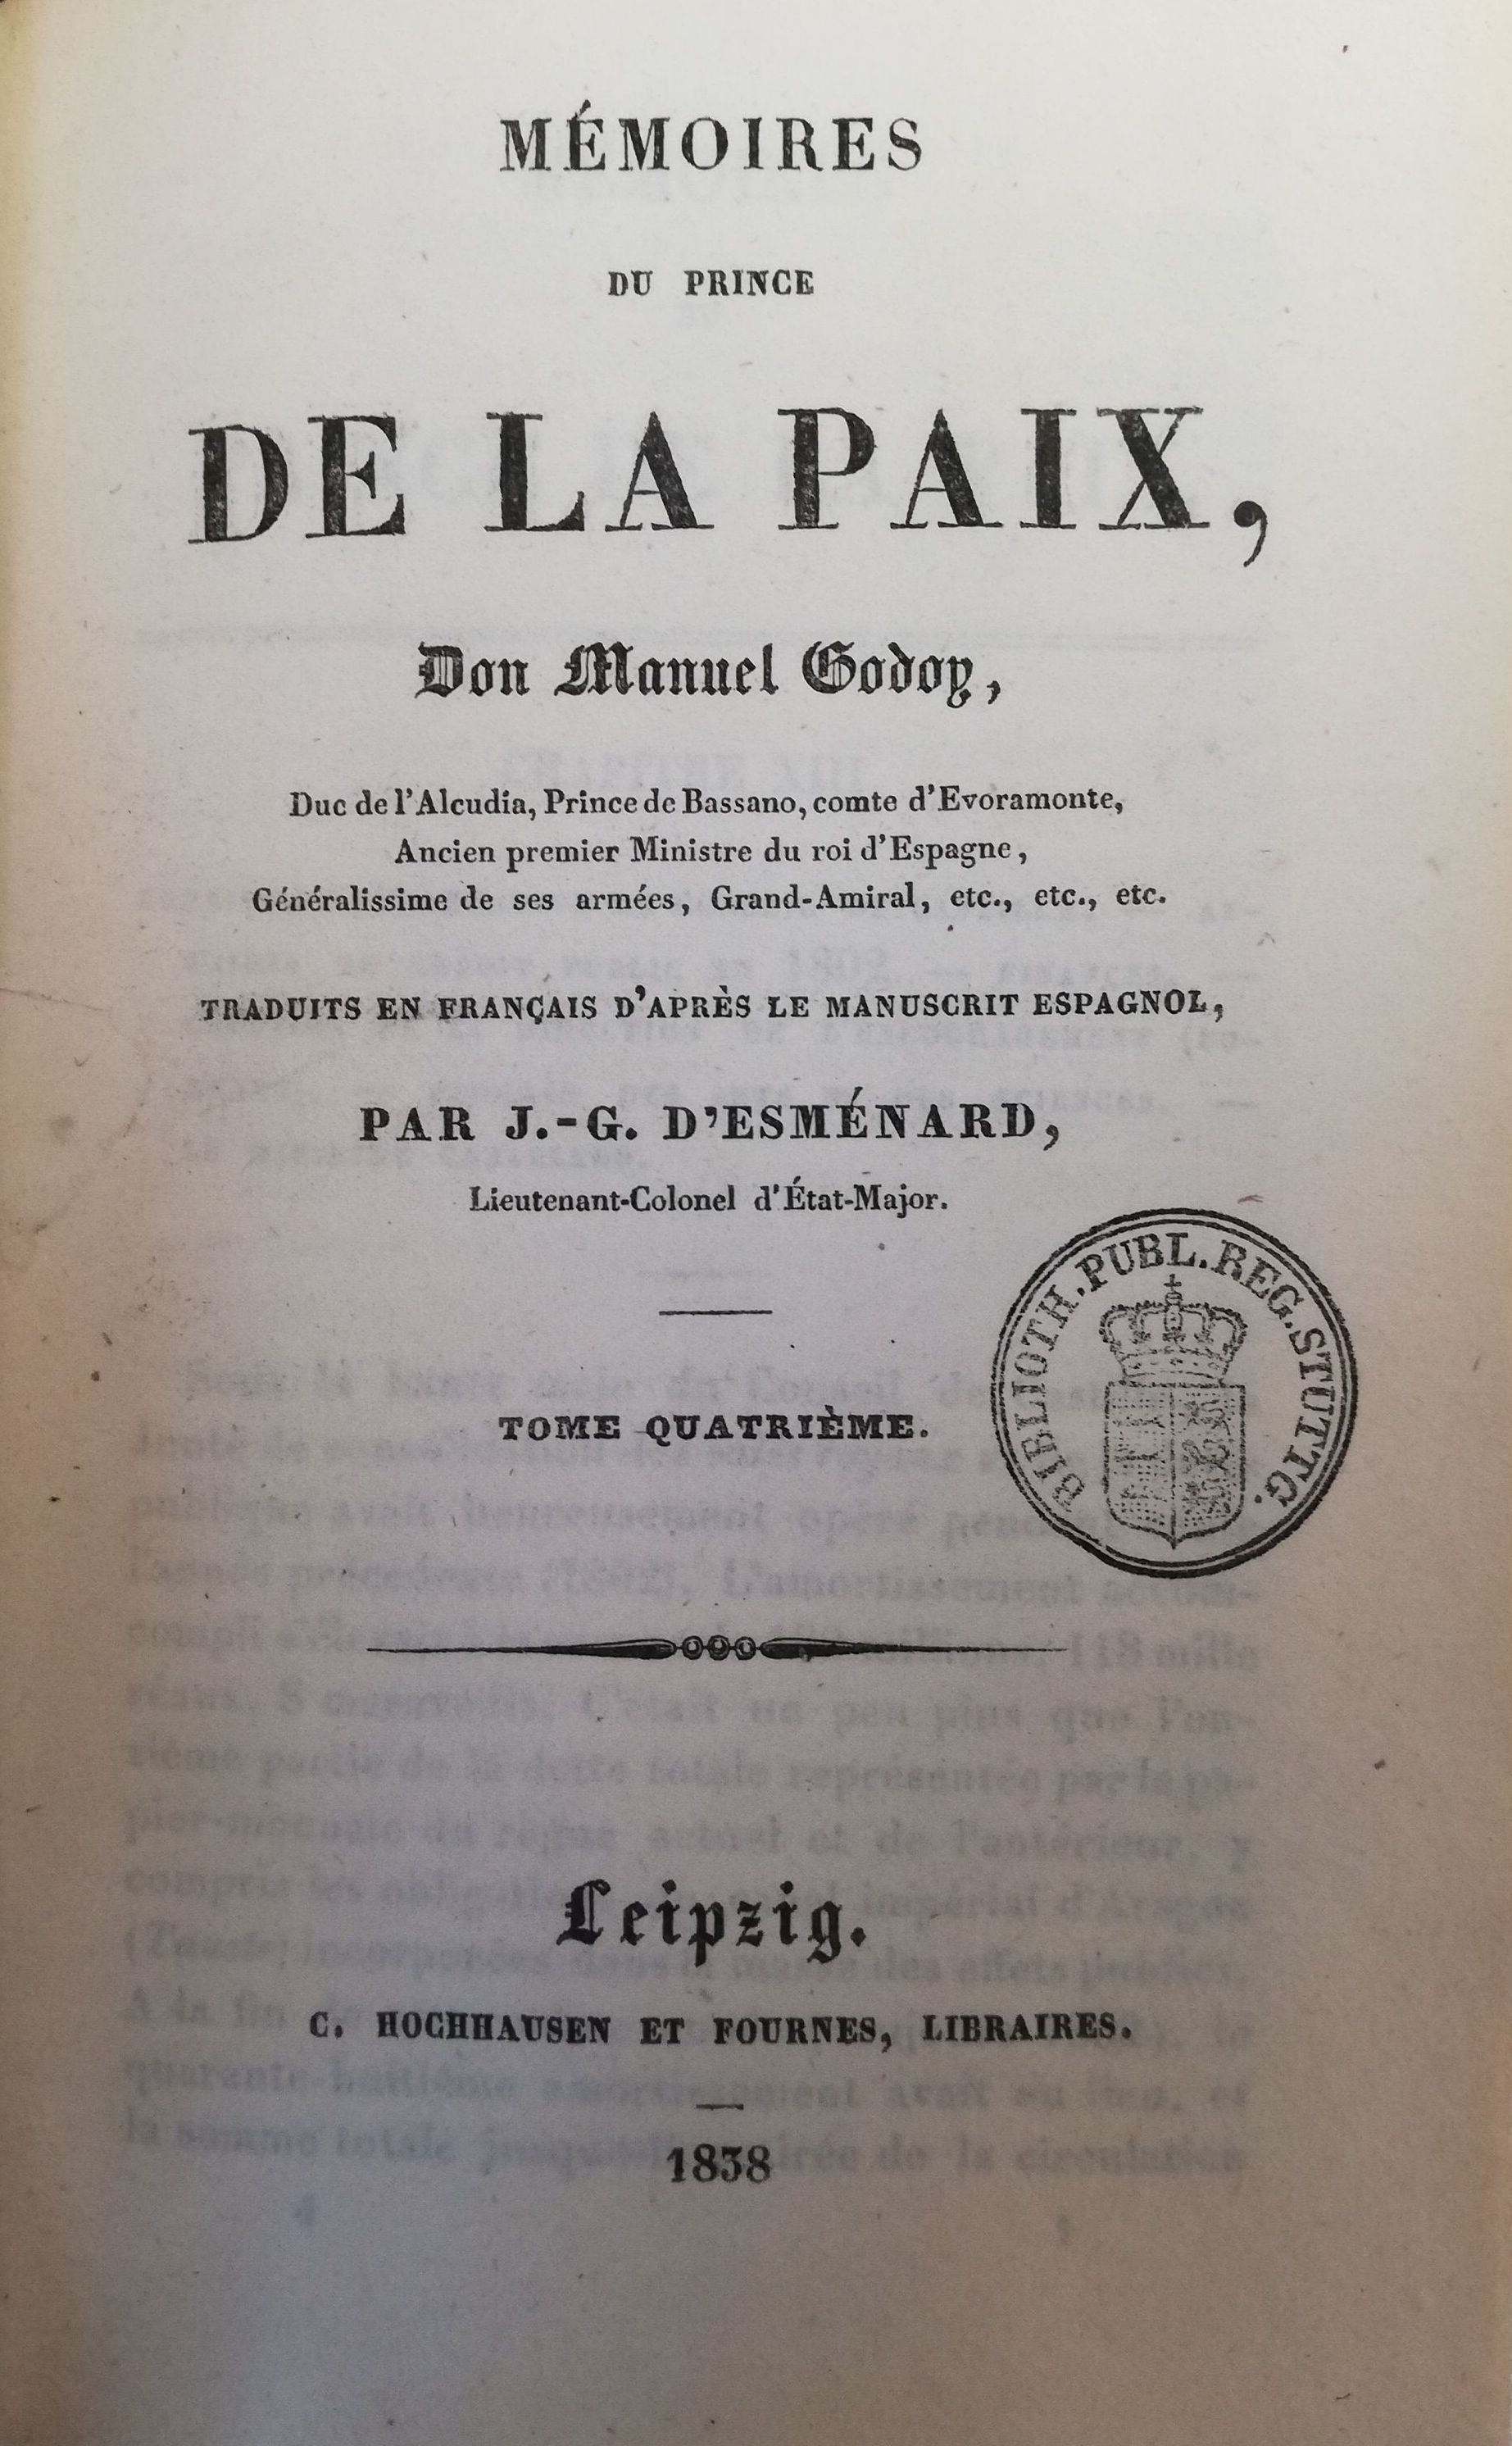 MÉMOIRES
DU PRINCE
DE LA PAIX,
Don Manuel Godoy,
Duc de l'Alcudia, Prince de Bassano, comte d'Evoramonte,
Ancien premier Ministre du roi d'Espagne,
Généralissime de ses armées, Grand-Amiral, etc., etc., etc.
TRADUITS EN FRANÇAIS D'APRÈS LE MANUSCRIT ESPAGNOL,
PAR J.-G. D'ESMÉNARD,
Lieutenant-Colonel d'État-Major.
BIBLIOTH. PUBL. REG. STUTTG.
TOME QUATRIÈME.
Leipzig.
C. HOCHHAUSEN ET FOURNES, LIBRAIRES.
1838